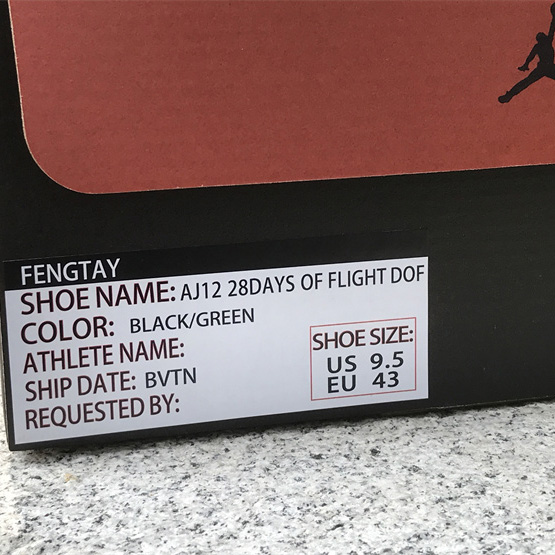 FENGTAY
SHOE NAME: AJ12 28DAYS OF FLIGHT DOF
COLOR: BLACK/GREEN
ATHLETE NAME:
SHIP DATE: BVTN
REQUESTED BY:
SHOE SIZE:
US 9.5
EU 43